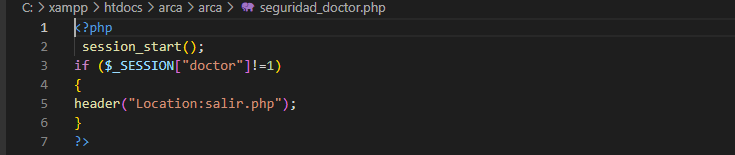 C: > xampp > htdocs > arca > arca > seguridad_doctor.php
1 <?php
2 session_start();
3 if ($_SESSION["doctor"]!=1)
4 {
5 header("Location:salir.php");
6 }
7 ?>